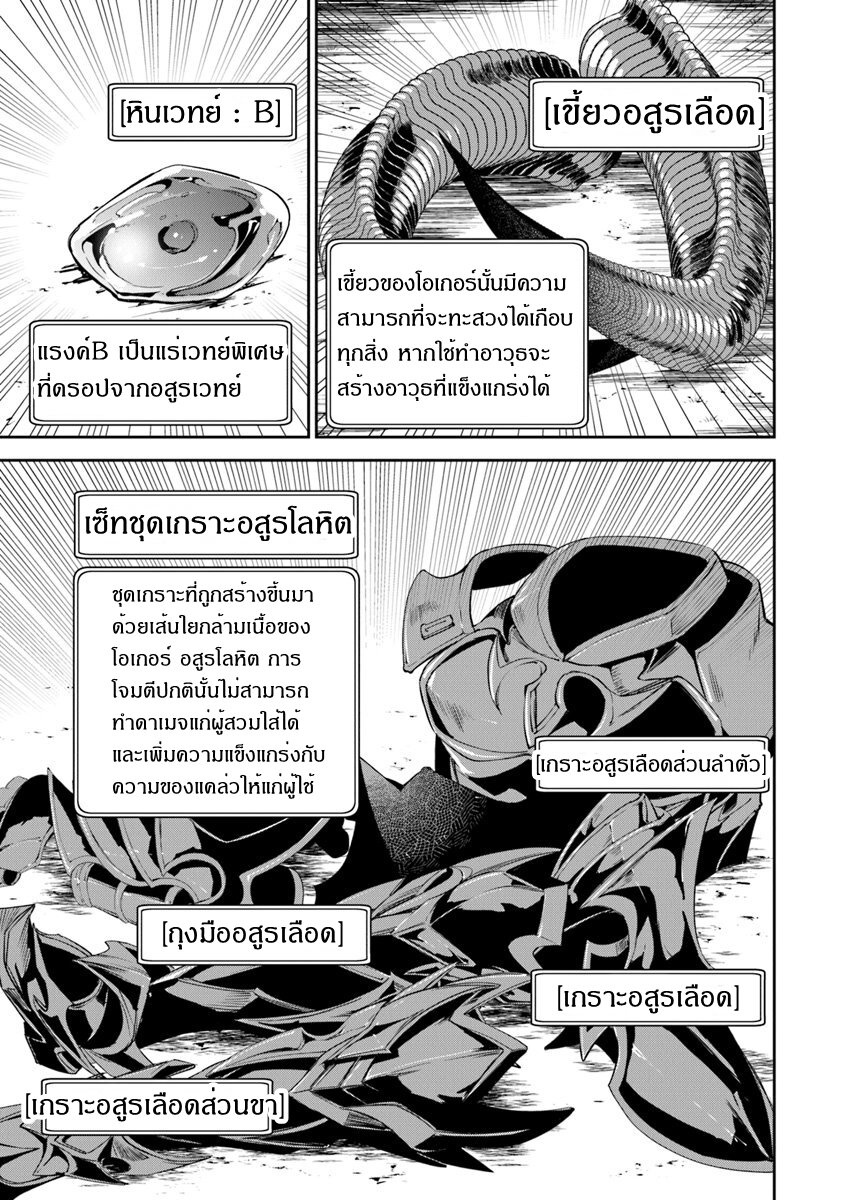 [เขี้ยวอสูรเลือด]
เขี้ยวของโอเกอร์นั้นมีความ
สามารถที่จะทะลวงได้เกือบ
ทุกสิ่ง หากใช้ทำอาวุธจะ
สร้างอาวุธที่แข็งแกร่งได้
[หินเวทย์ : B]
แรงค์B เป็นแร่เวทย์พิเศษ
ที่ดรอปจากอสูรเวทย์
เซ็ทชุดเกราะอสูรโลหิต
ชุดเกราะที่ถูกสร้างขึ้นมา
ด้วยเส้นใยกล้ามเนื้อของ
โอเกอร์ อสูรโลหิต การ
โจมตีปกตินั้นไม่สามารถ
ทำดาเมจแก่ผู้สวมใส่ได้
และเพิ่มความแข็งแกร่งกับ
ความของแคล่วให้แก่ผู้ใช้
[เกราะอสูรเลือดส่วนลำตัว]
[ถุงมืออสูรเลือด]
[เกราะอสูรเลือด]
[เกราะอสูรเลือดส่วนขา]